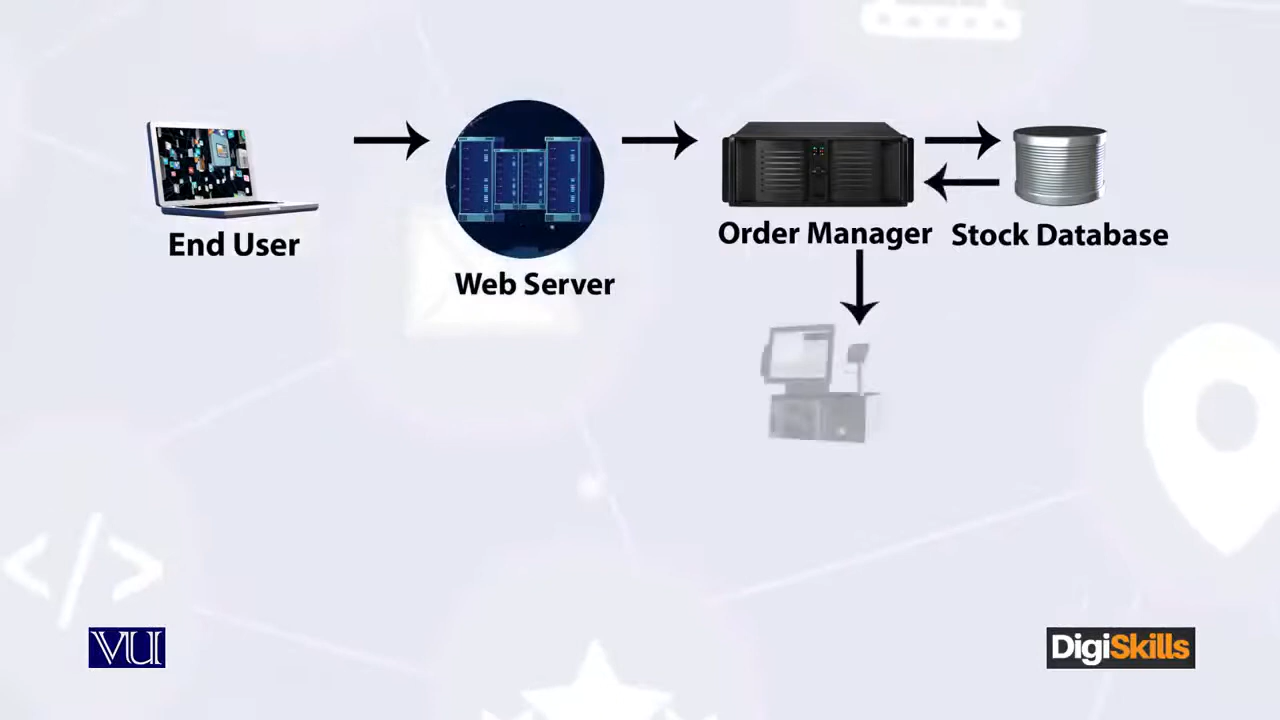 End User
Web Server
Order Manager
Stock Database
</>
VU
DigiSkills